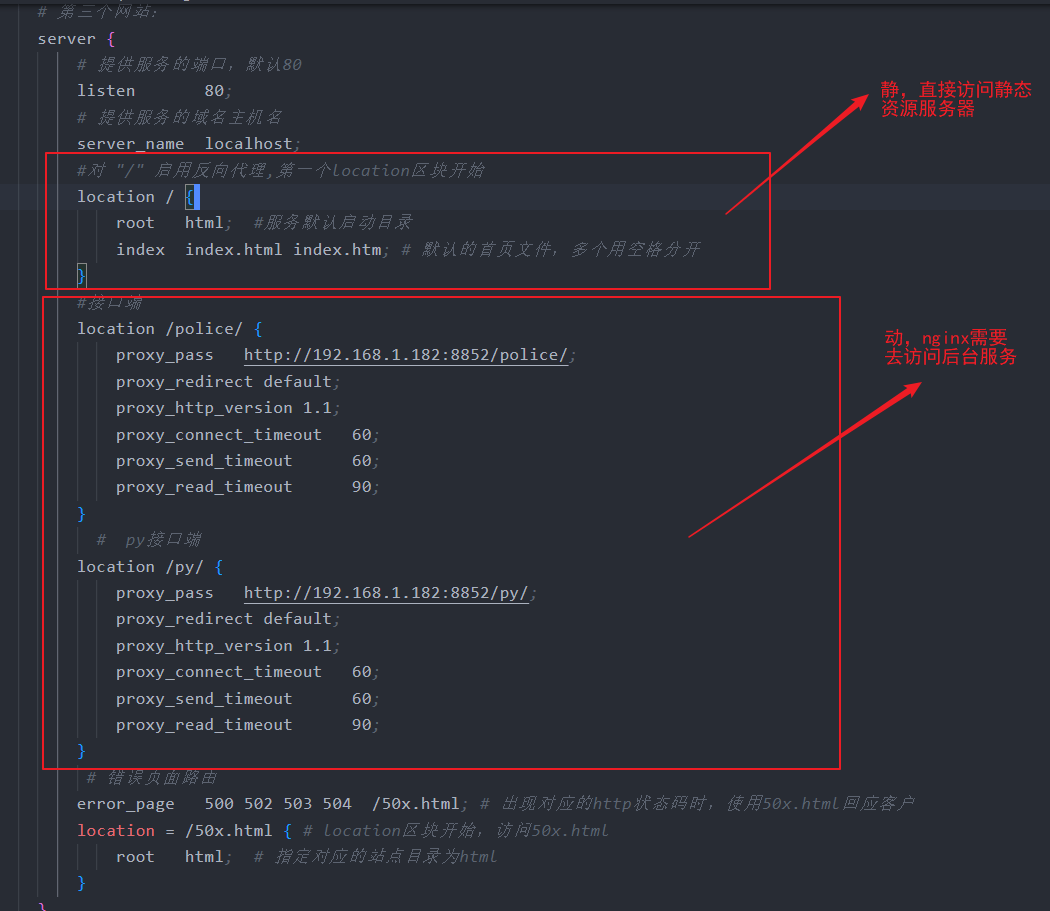 # 第三个网站:
server {
# 提供服务的端口，默认80
listen 80;
# 提供服务的域名主机名
server_name localhost;
#对 "/" 启用反向代理,第一个location区块开始
location / {
root html; #服务默认启动目录
index index.html index.htm; # 默认的首页文件，多个用空格分开
}
#接口端
location /police/ {
proxy_pass http://192.168.1.182:8852/police/;
proxy_redirect default;
proxy_http_version 1.1;
proxy_connect_timeout 60;
proxy_send_timeout 60;
proxy_read_timeout 90;
}
# py接口端
location /py/ {
proxy_pass http://192.168.1.182:8852/py/;
proxy_redirect default;
proxy_http_version 1.1;
proxy_connect_timeout 60;
proxy_send_timeout 60;
proxy_read_timeout 90;
}
# 错误页面路由
error_page 500 502 503 504 /50x.html; # 出现对应的http状态码时，使用50x.html回应客户
location = /50x.html { # location区块开始，访问50x.html
root html; # 指定对应的站点目录为html
}
}
静，直接访问静态
资源服务器
动，nginx需要
去访问后台服务